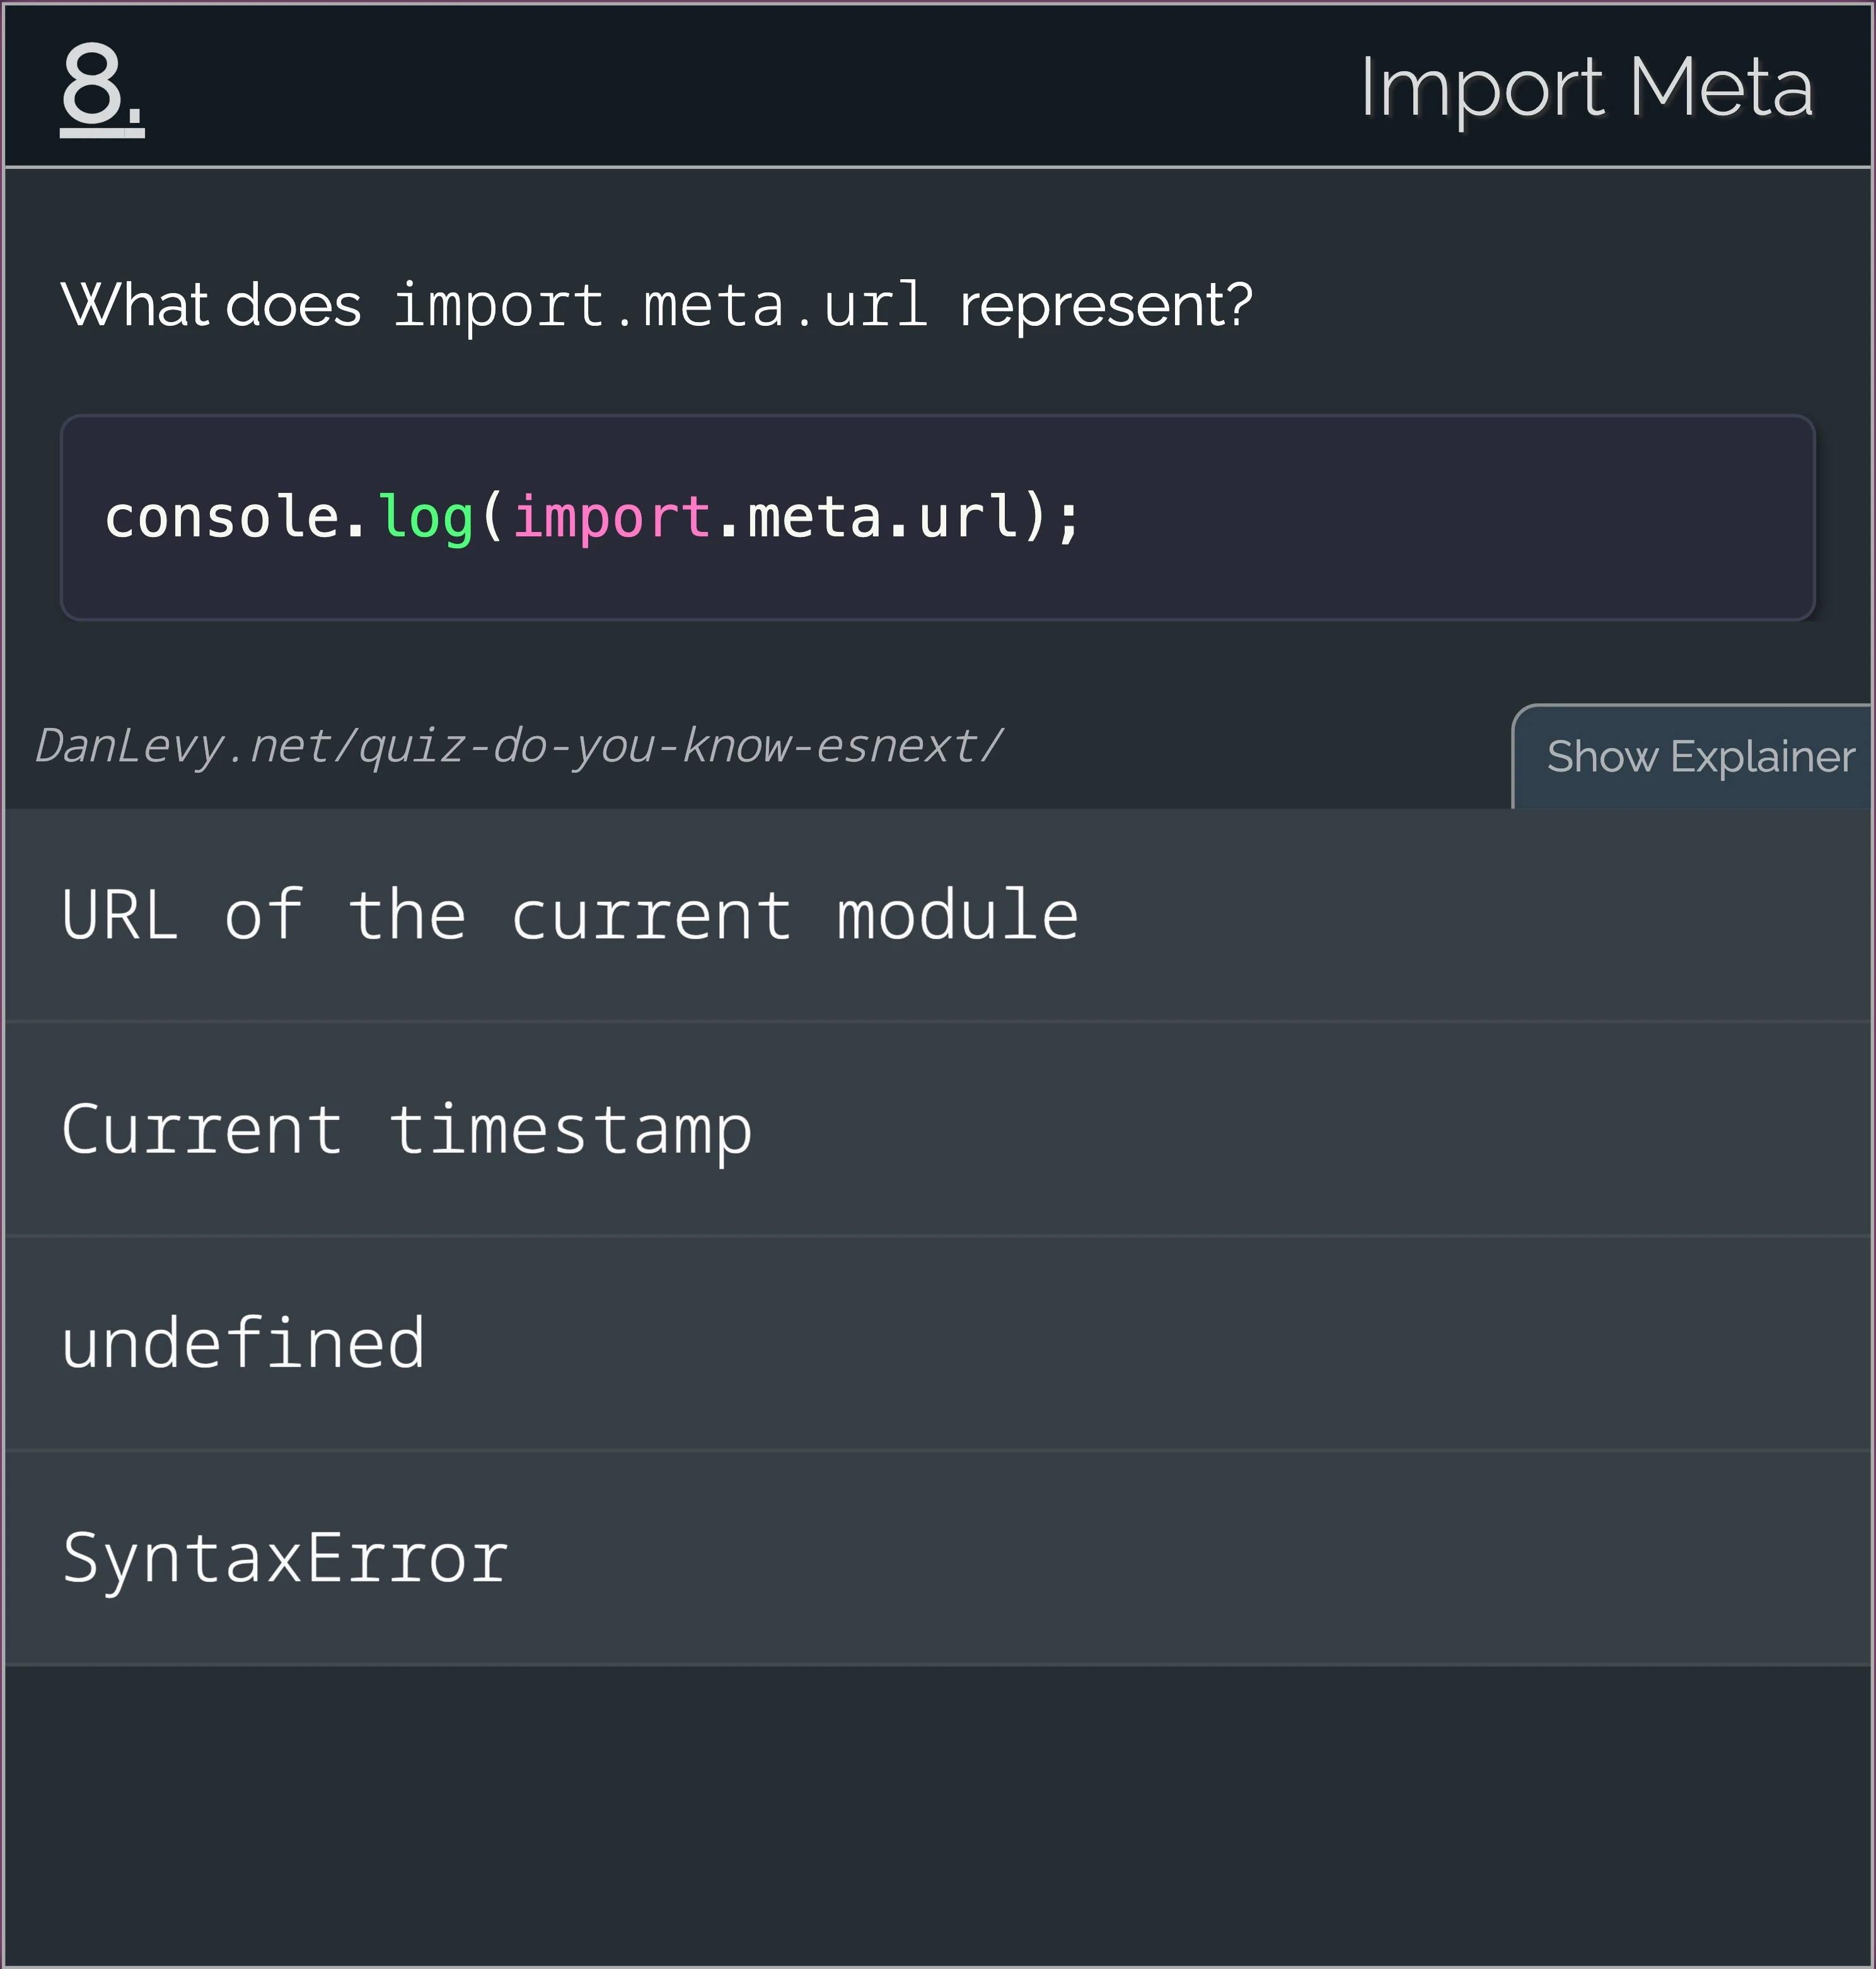 8.
Import Meta
What does import.meta.url represent?
console.log(import.meta.url);
DanLevy.net/quiz-do-you-know-esnext/
Show Explainer
URL of the current module
Current timestamp
undefined
SyntaxError